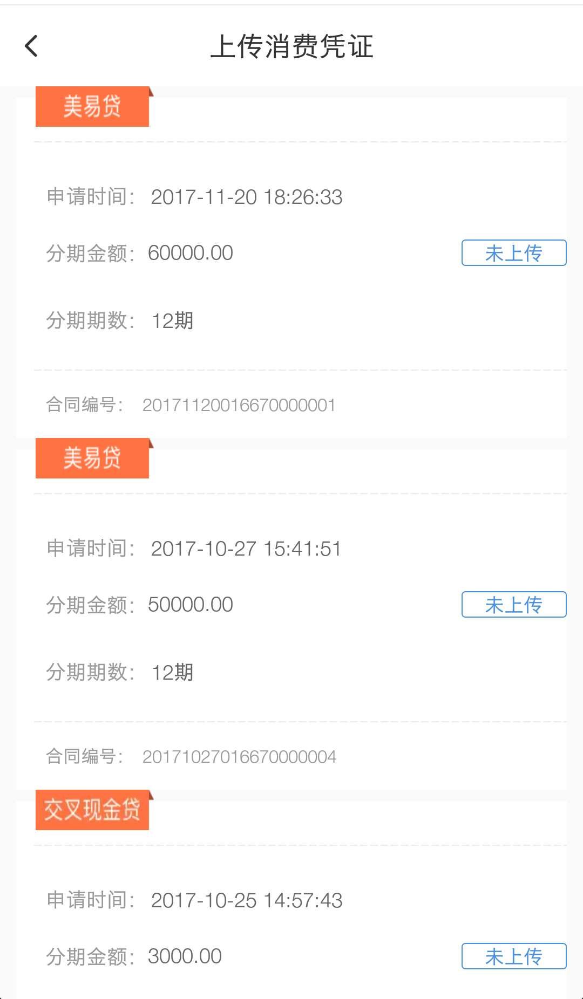 上传消费凭证
美易贷
申请时间： 2017-11-20 18:26:33
分期金额：60000.00
未上传
分期期数： 12期
合同编号： 20171120016670000001
美易贷
申请时间： 2017-10-27 15:41:51
分期金额：50000.00
未上传
分期期数： 12期
合同编号： 20171027016670000004
交叉现金贷
申请时间： 2017-10-25 14:57:43
分期金额：3000.00
未上传